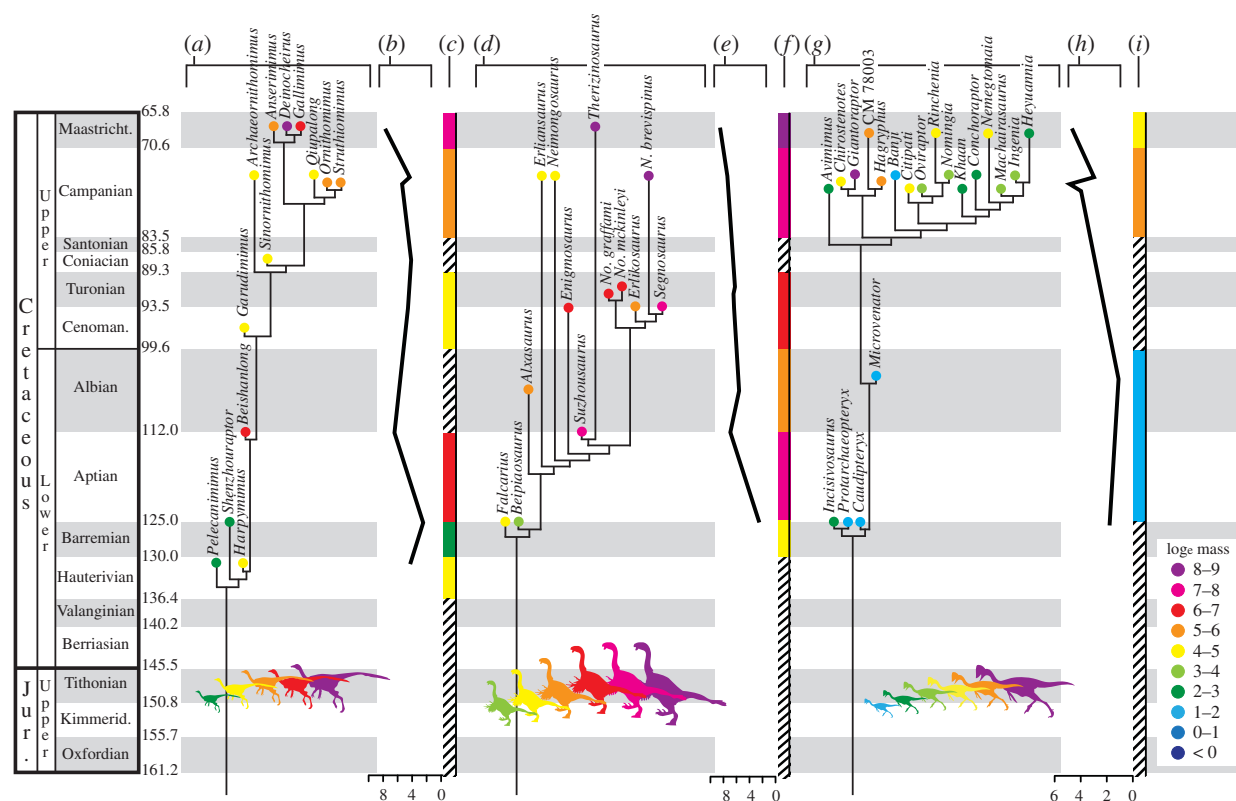 (a)
(b)
(c)
(d)
(e)
(f)
(g)
(h)
(i)
Cretaceous
Upper
Lower
Jur.
Upper
Maastricht.
Campanian
Santonian
Coniacian
Turonian
Cenoman.
Albian
Aptian
Barremian
Hauterivian
Valanginian
Berriasian
Tithonian
Kimmerid.
Oxfordian
65.8
70.6
83.5
85.8
89.3
93.5
99.6
112.0
125.0
130.0
136.4
140.2
145.5
150.8
155.7
161.2
Pelecanimimus
Shenzhouraptor
Harpymimus
Beishanlong
Garudimimus
Archaeornithomimus
Sinornithomimus
Anserimimus
Deinocheirus
Gallimimus
Qiupalong
Ornithomimus
Struthiomimus
8 4 0
Falcarius
Beipiaosaurus
Alxasaurus
Erliansaurus
Neimongosaurus
Enigmosaurus
Suzhousaurus
Therizinosaurus
No. graffami
No. mckinleyi
Erlikosaurus
N. brevispinus
Segnosaurus
8 4 0
Incisivosaurus
Protarchaeopteryx
Caudipteryx
Microvenator
Avimimus
Chirostenotes
Giantoraptor
CM 78003
Hagryphus
Banji
Citipati
Oviraptor
Rinchenia
Nomingia
Khaan
Conchoraptor
Nemegtomaia
Machairasaurus
Ingenia
Heyuannia
6 4 2 0
logₑ mass
8–9
7–8
6–7
5–6
4–5
3–4
2–3
1–2
0–1
< 0